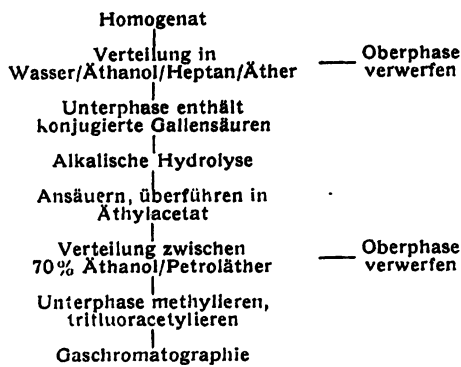 Homogenat
Verteilung in
Wasser/Äthanol/Heptan/Äther
Oberphase
verwerfen
Unterphase enthält
konjugierte Gallensäuren
Alkalische Hydrolyse
Ansäuern, überführen in
Äthylacetat
Verteilung zwischen
70% Äthanol/Petroläther
Oberphase
verwerfen
Unterphase methylieren,
trifluoracetylieren
Gaschromatographie